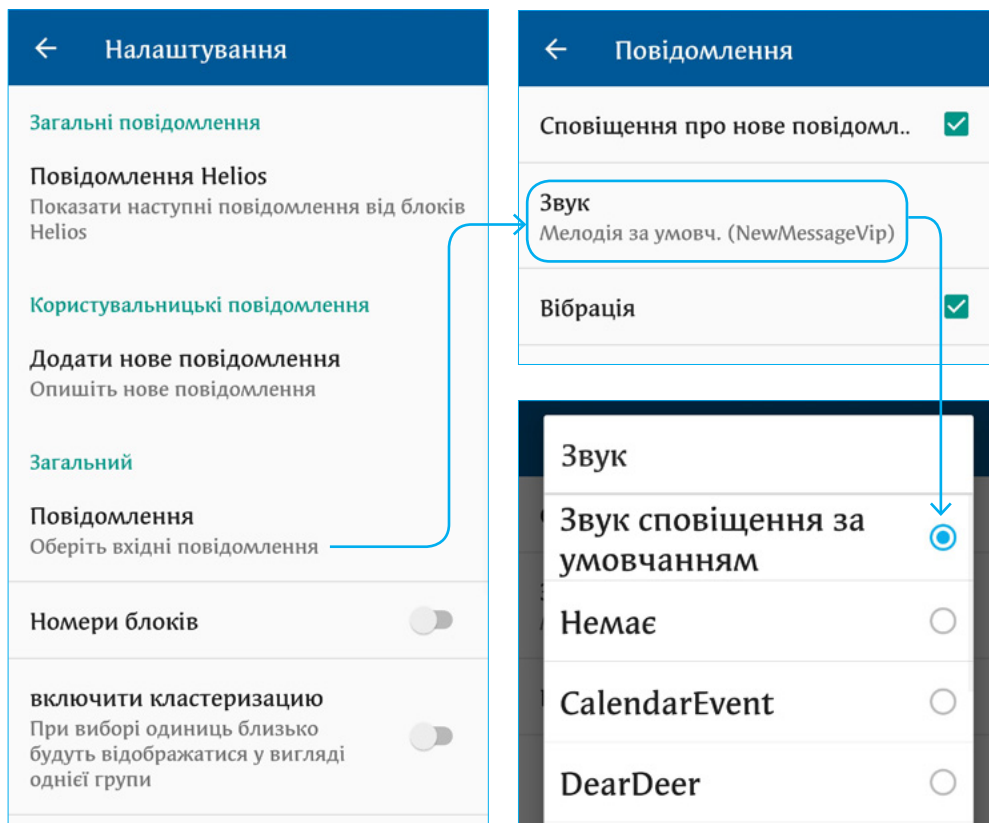 Налаштування
Загальні повідомлення
Повідомлення Helios
Показати наступні повідомлення від блоків
Helios
Користувальницькі повідомлення
Додати нове повідомлення
Опишіть нове повідомлення
Загальний
Повідомлення
Оберіть вхідні повідомлення
Номери блоків
включити кластеризацию
При виборі одиниць близько
будуть відображатися у вигляді
однієї групи
Повідомлення
Сповіщення про нове повідомл..
Звук
Мелодія за умовч. (NewMessageVip)
Вібрація
Звук
Звук сповіщення за
умовчанням
Немає
CalendarEvent
DearDeer